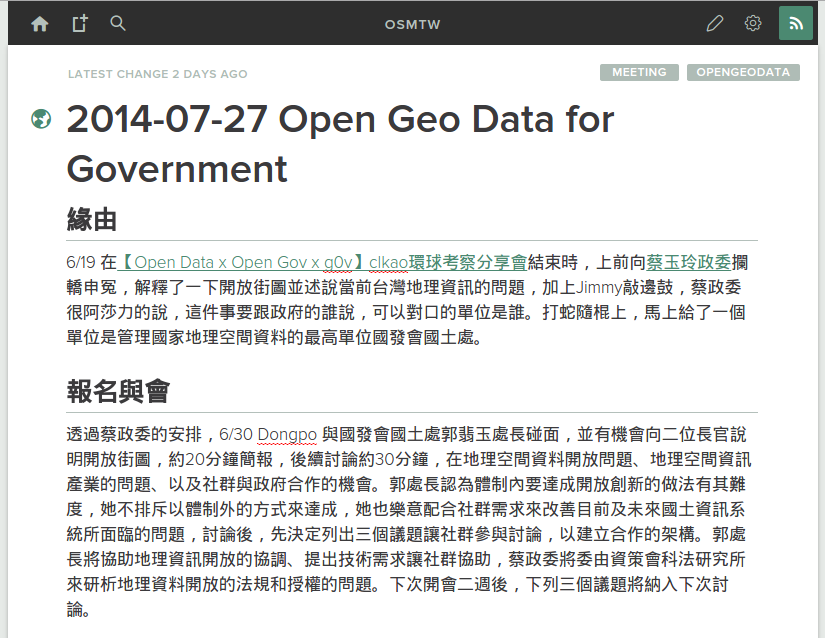 OSMTW
LATEST CHANGE 2 DAYS AGO
MEETING OPENGEODATA
2014-07-27 Open Geo Data for
Government
緣由
6/19 在【Open Data x Open Gov x g0v】clkao環球考察分享會結束時，上前向蔡玉玲政委攔
轎申冤，解釋了一下開放街圖並述說當前台灣地理資訊的問題，加上Jimmy敲邊鼓，蔡政委
很阿莎力的說，這件事要跟政府的誰說，可以對口的單位是誰。打蛇隨棍上，馬上給了一個
單位是管理國家地理空間資料的最高單位國發會國土處。
報名與會
透過蔡政委的安排，6/30 Dongpo 與國發會國土處郭翡玉處長碰面，並有機會向二位長官說
明開放街圖，約20分鐘簡報，後續討論約30分鐘，在地理空間資料開放問題、地理空間資訊
產業的問題、以及社群與政府合作的機會。郭處長認為體制內要達成開放創新的做法有其難
度，她不排斥以體制外的方式來達成，她也樂意配合社群需求來改善目前及未來國土資訊系
統所面臨的問題，討論後，先決定列出三個議題讓社群參與討論，以建立合作的架構。郭處
長將協助地理資訊開放的協調、提出技術需求讓社群協助，蔡政委將委由資策會科法研究所
來研析地理資料開放的法規和授權的問題。下次開會二週後，下列三個議題將納入下次討
論。